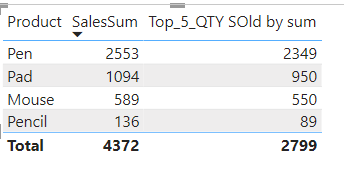 Product SalesSum Top_5_QTY SOld by sum
Pen 2553 2349
Pad 1094 950
Mouse 589 550
Pencil 136 89
Total 4372 2799